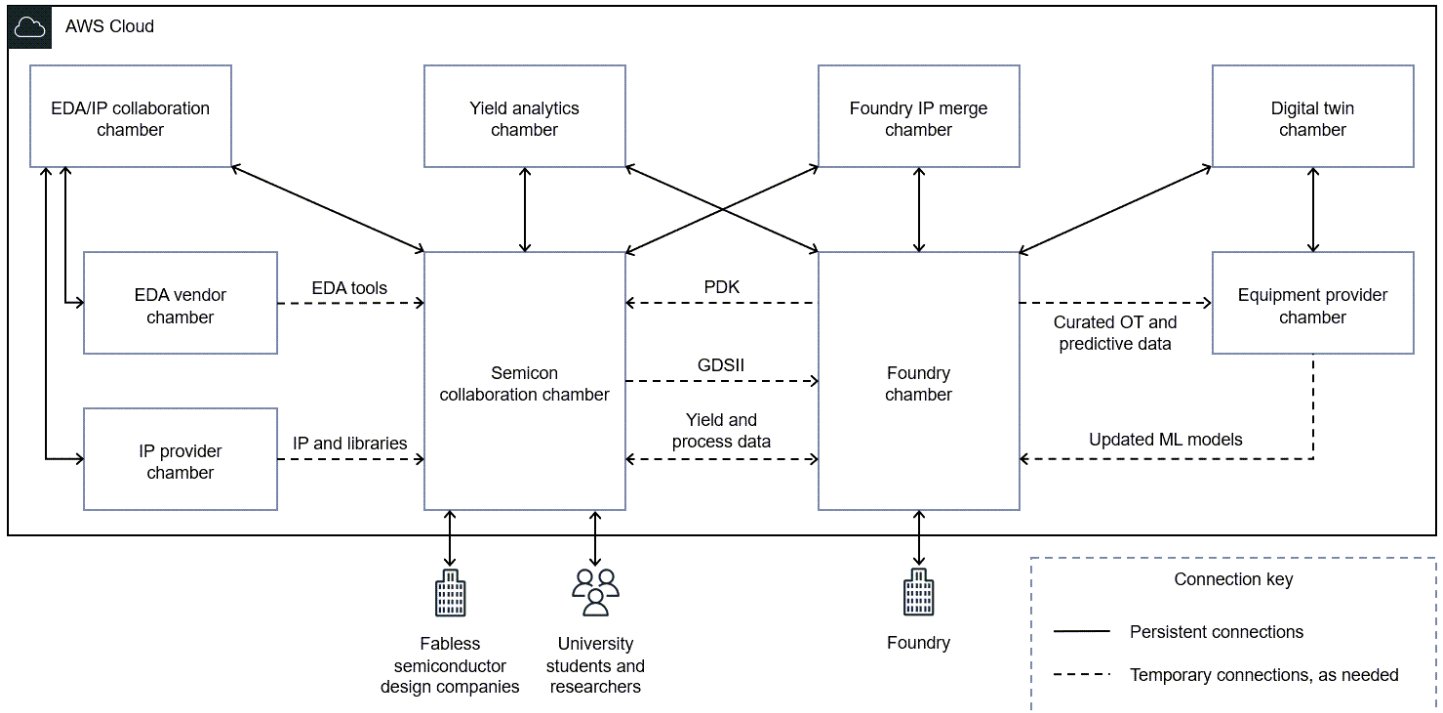 AWS Cloud
EDA/IP collaboration
chamber
Yield analytics
chamber
Foundry IP merge
chamber
Digital twin
chamber
EDA vendor
chamber
EDA tools
PDK
Equipment provider
chamber
Curated OT and
predictive data
Semicon
collaboration chamber
GDSII
Foundry
chamber
IP provider
chamber
IP and libraries
Yield and
process data
Updated ML models
Fabless
semiconductor
design companies
University
students and
researchers
Foundry
Connection key
Persistent connections
Temporary connections, as needed